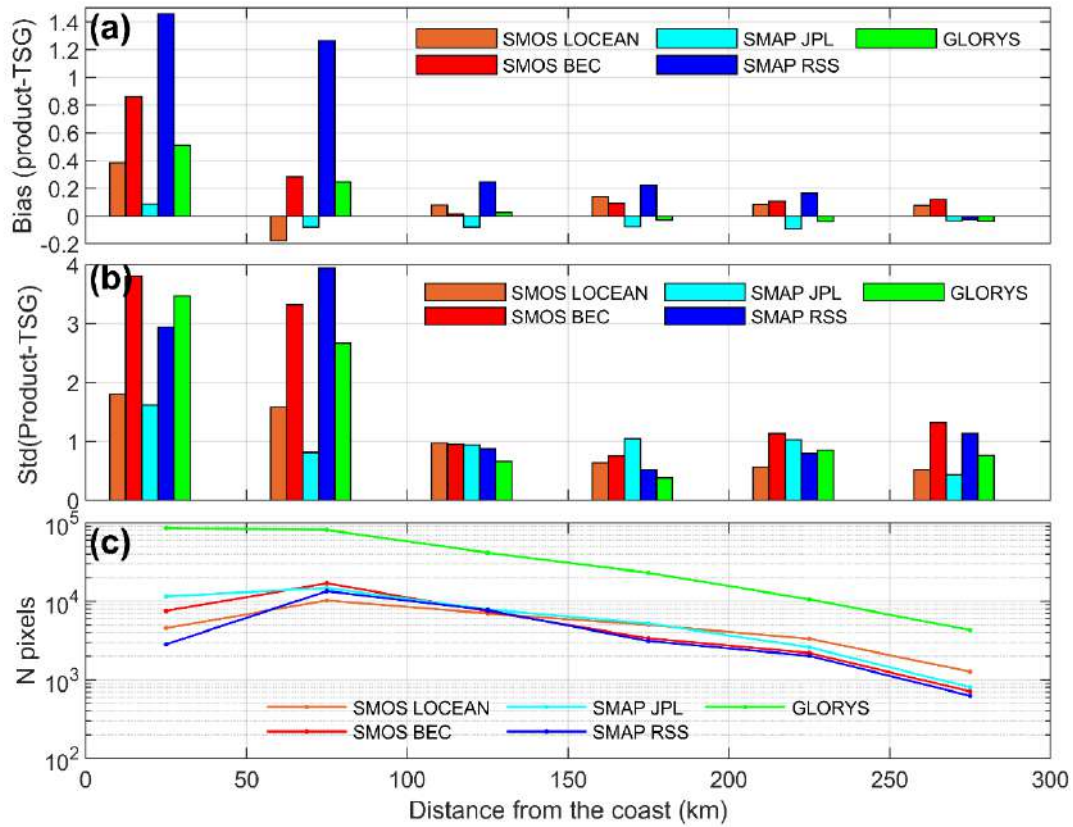 (a)
Bias (product-TSG)
1.4
1.2
1
0.8
0.6
0.4
0.2
0
-0.2
SMOS LOCEAN
SMAP JPL
GLORYS
SMOS BEC
SMAP RSS
(b)
Std(Product-TSG)
4
3
2
1
0
SMOS LOCEAN
SMAP JPL
GLORYS
SMOS BEC
SMAP RSS
(c)
N pixels
10^5
10^4
10^3
10^2
SMOS LOCEAN
SMAP JPL
GLORYS
SMOS BEC
SMAP RSS
0 50 100 150 200 250 300
Distance from the coast (km)